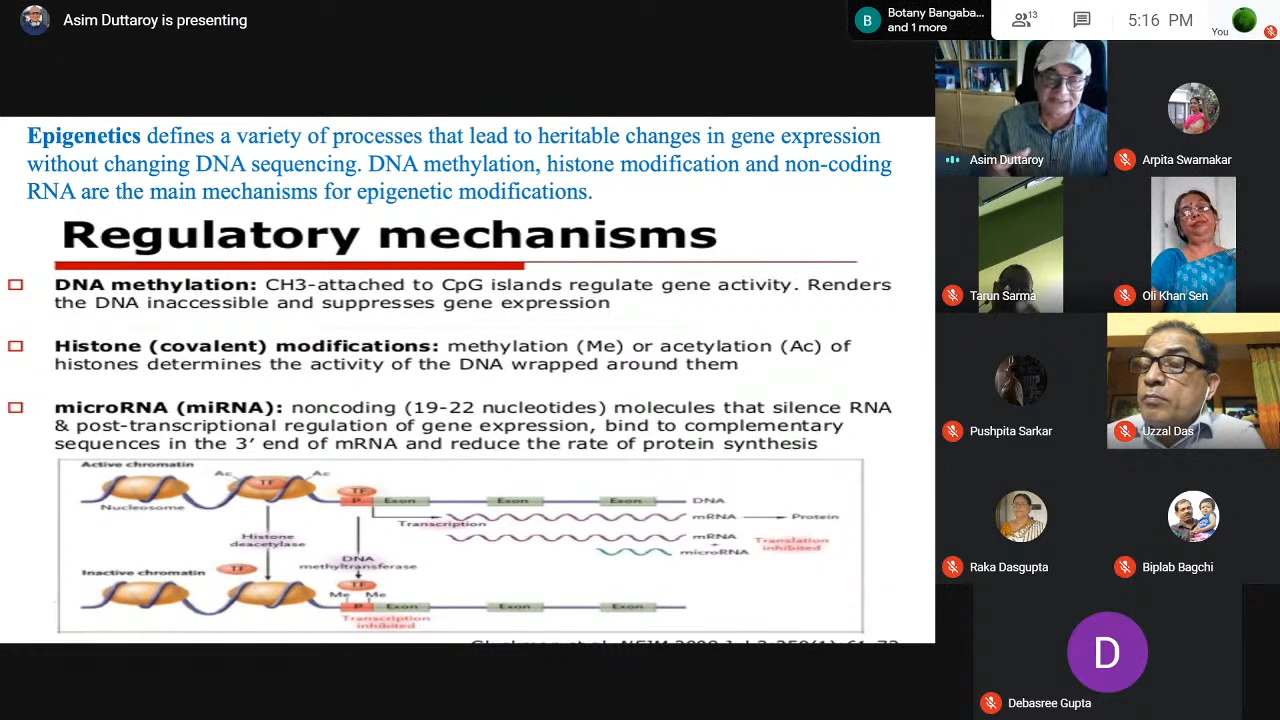 Asim Duttaroy is presenting
B
Botany Bangaba...
and 1 more
13
5:16 PM
You
Epigenetics defines a variety of processes that lead to heritable changes in gene expression
without changing DNA sequencing. DNA methylation, histone modification and non-coding
RNA are the main mechanisms for epigenetic modifications.
Regulatory mechanisms
DNA methylation: CH3-attached to CpG islands regulate gene activity. Renders
the DNA inaccessible and suppresses gene expression
Histone (covalent) modifications: methylation (Me) or acetylation (Ac) of
histones determines the activity of the DNA wrapped around them
microRNA (miRNA): noncoding (19-22 nucleotides) molecules that silence RNA
& post-transcriptional regulation of gene expression, bind to complementary
sequences in the 3' end of mRNA and reduce the rate of protein synthesis
Active chromatin
Ac
Ac
TF
TF
P
Exon
Exon
Exon
DNA
Nucleosome
Transcription
mRNA
Protein
Histone
deacetylase
mRNA
+
microRNA
Translation
inhibited
DNA
methyltransferase
Inactive chromatin
TF
TF
Me
Me
P
Exon
Exon
Exon
Transcription
inhibited
Asim Duttaroy
Arpita Swarnakar
Tarun Sarma
Oli Khan Sen
Pushpita Sarkar
Uzzal Das
Raka Dasgupta
Biplab Bagchi
D
Debasree Gupta